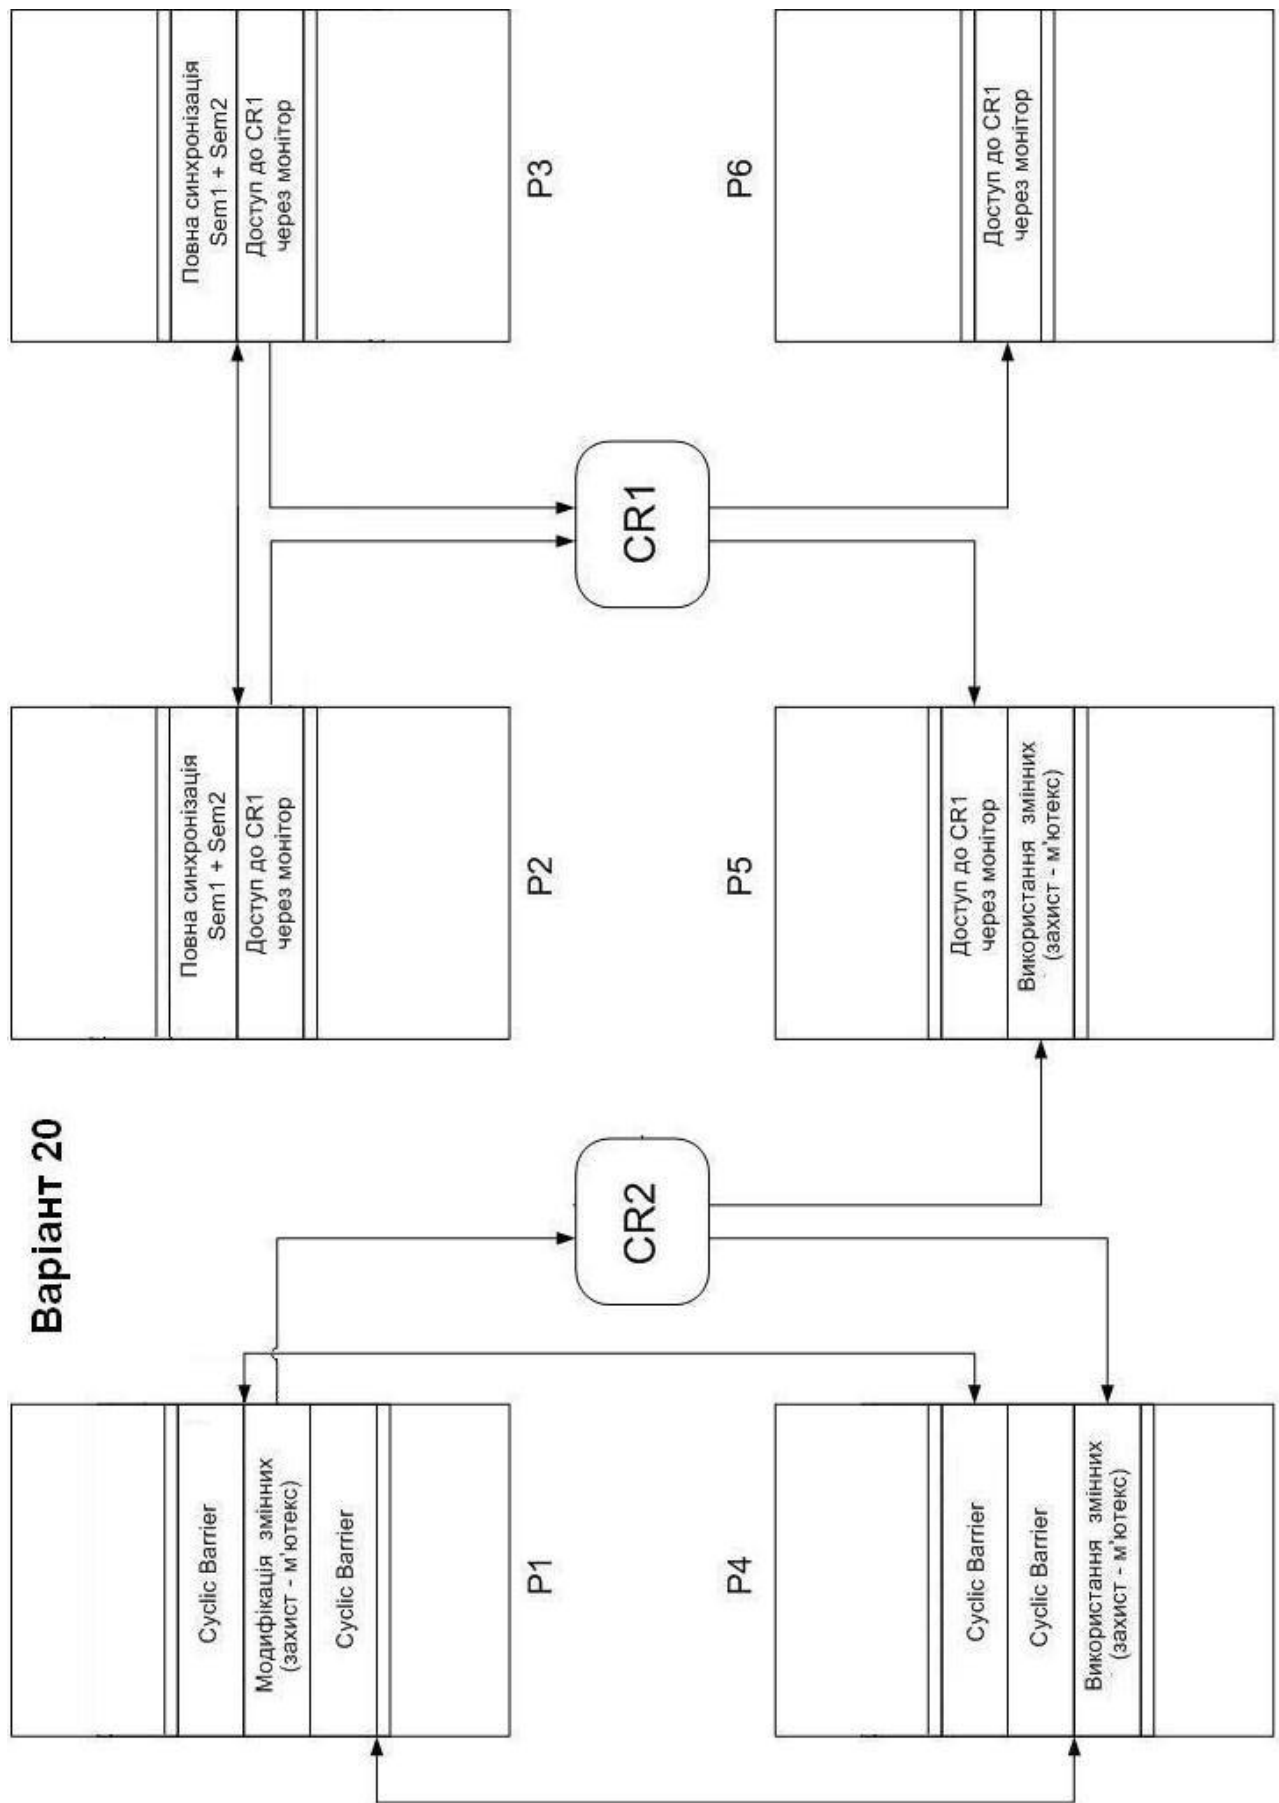 Варіант 20
Cyclic Barrier
Модифікація змінних
(захист - м'ютекс)
Cyclic Barrier
P1
Повна синхронізація
Sem1 + Sem2
Доступ до CR1
через монітор
P2
Повна синхронізація
Sem1 + Sem2
Доступ до CR1
через монітор
P3
CR2
CR1
P4
Cyclic Barrier
Cyclic Barrier
Використання змінних
(захист - м'ютекс)
P5
Доступ до CR1
через монітор
Використання змінних
(захист - м'ютекс)
P6
Доступ до CR1
через монітор